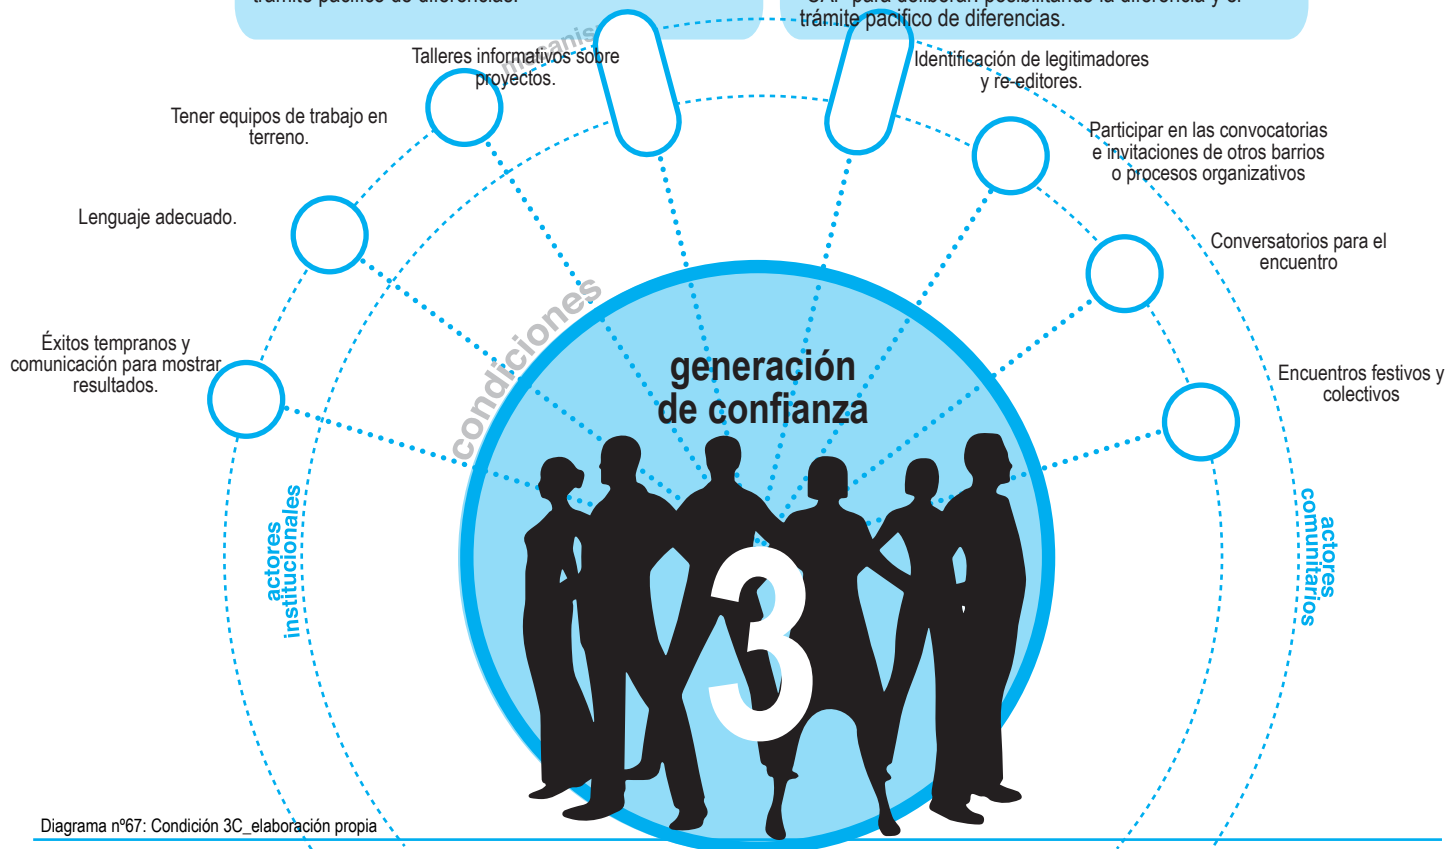 trámite pacífico de diferencias.
CAP para deliberan posibilitando la diferencia y el
trámite pacífico de diferencias.
Talleres informativos sobre
proyectos.
Identificación de legitimadores
y re-editores.
Tener equipos de trabajo en
terreno.
Participar en las convocatorias
e invitaciones de otros barrios
o procesos organizativos
Lenguaje adecuado.
Conversatorios para el
encuentro
Éxitos tempranos y
comunicación para mostrar
resultados.
Encuentros festivos y
colectivos
condiciones
generación
de confianza
actores
institucionales
actores
comunitarios
3
Diagrama nº67: Condición 3C_elaboración propia